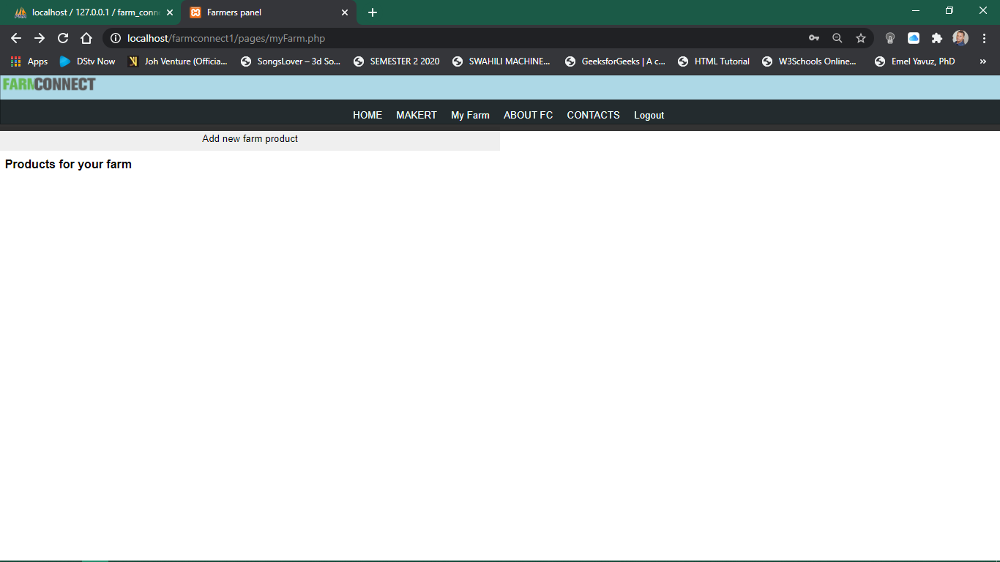 localhost / 127.0.0.1 / farm_conn
Farmers panel
localhost/farmconnect1/pages/myFarm.php
Apps DStv Now Joh Venture (Officia... SongsLover – 3d So... SEMESTER 2 2020 SWAHILI MACHINE... GeeksforGeeks | A c... HTML Tutorial W3Schools Online... Emel Yavuz, PhD »
FARMCONNECT
HOME MAKERT My Farm ABOUT FC CONTACTS Logout
Add new farm product
Products for your farm